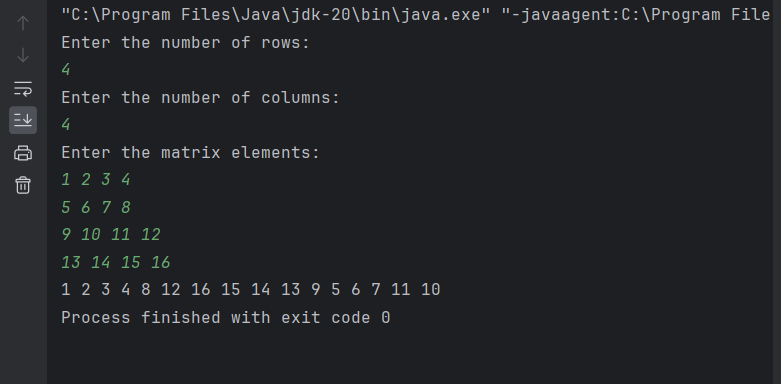 "C:\Program Files\Java\jdk-20\bin\java.exe" "-javaagent:C:\Program File
Enter the number of rows:
4
Enter the number of columns:
4
Enter the matrix elements:
1 2 3 4
5 6 7 8
9 10 11 12
13 14 15 16
1 2 3 4 8 12 16 15 14 13 9 5 6 7 11 10
Process finished with exit code 0